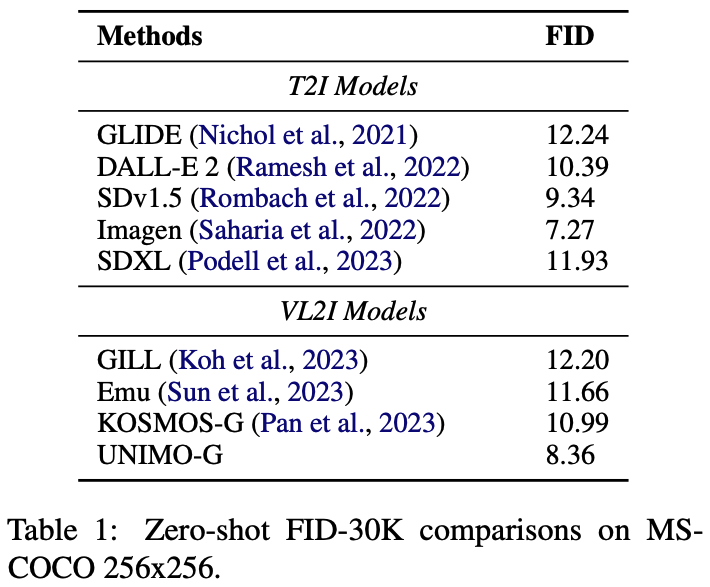 Methods FID
T2I Models
GLIDE (Nichol et al., 2021) 12.24
DALL-E 2 (Ramesh et al., 2022) 10.39
SDv1.5 (Rombach et al., 2022) 9.34
Imagen (Saharia et al., 2022) 7.27
SDXL (Podell et al., 2023) 11.93
VL2I Models
GILL (Koh et al., 2023) 12.20
Emu (Sun et al., 2023) 11.66
KOSMOS-G (Pan et al., 2023) 10.99
UNIMO-G 8.36
Table 1: Zero-shot FID-30K comparisons on MS-
COCO 256x256.